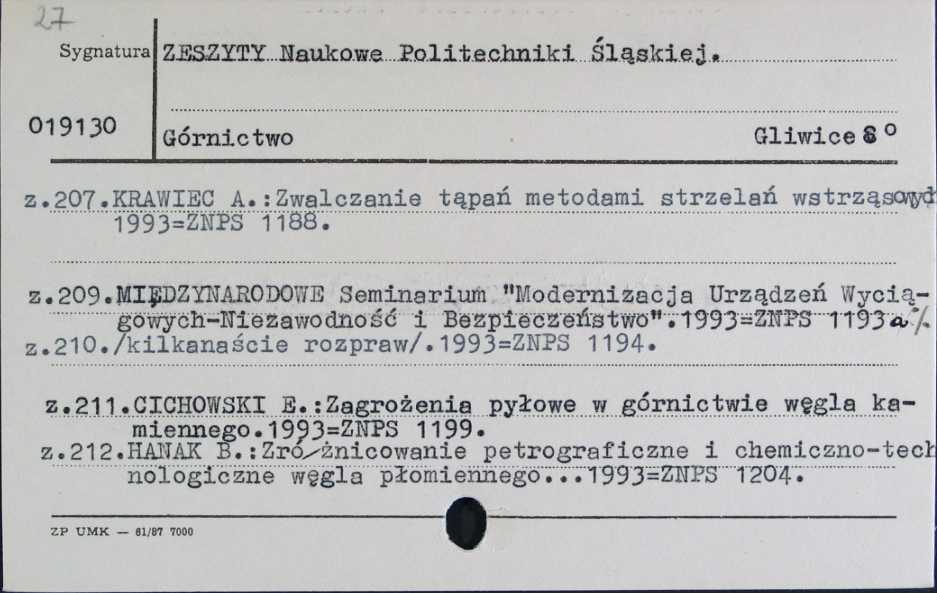 27
Sygnatura ZESZYTY Naukowe Politechniki Śląskiej.
019130
Górnictwo Gliwice 8°
z.207.KRAWIEC A.:Zwalczanie tąpań metodami strzelań wstrząsowych
1993=ZNPS 1188.
z.209.MIĘDZYNARODOWE Seminarium "Modernizacja Urządzeń Wycią-
gowych-Niezawodność i Bezpieczeństwo".1993=ZNPS 1193a%.
z.210./kilkanaście rozpraw/.1993=ZNPS 1194.
z.211.CICHOWSKI E.:Zagrożenia pyłowe w górnictwie węgla ka-
miennego.1993=ZNPS 1199.
z.212.HANAK B.:Zró/żnicowanie petrograficzne i chemiczno-tech
nologiczne węgla płomiennego...1993=ZNPS 1204.
ZP UMK — 61/87 7000